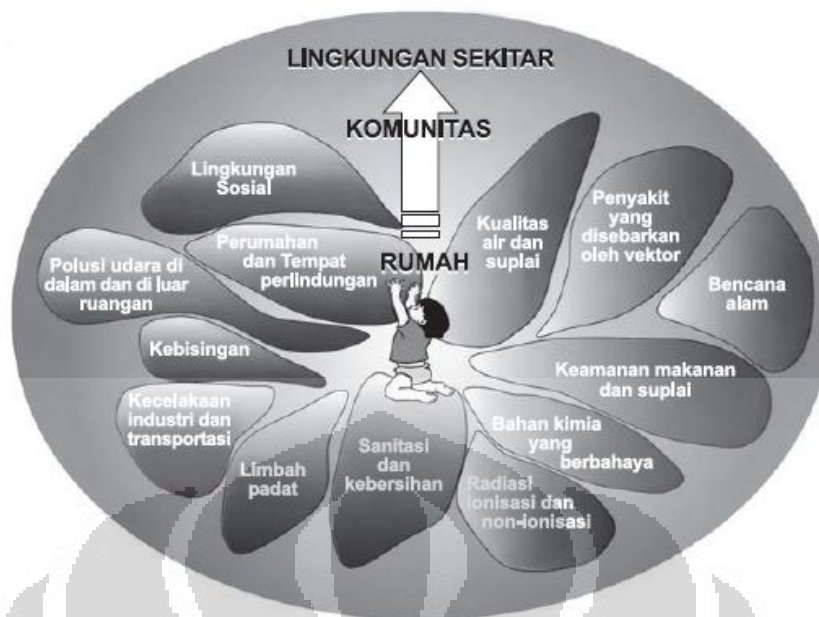 LINGKUNGAN SEKITAR
KOMUNITAS
RUMAH
Lingkungan
Sosial
Perumahan
dan Tempat
perlindungan
Polusi udara di
dalam dan di luar
ruangan
Kebisingan
Kecelakaan
industri dan
transportasi
Limbah
padat
Sanitasi
dan
kebersihan
Radiasi
ionisasi dan
non-ionisasi
Bahan kimia
yang
berbahaya
Keamanan makanan
dan suplai
Bencana
alam
Penyakit
yang
disebarkan
oleh vektor
Kualitas
air dan
suplai